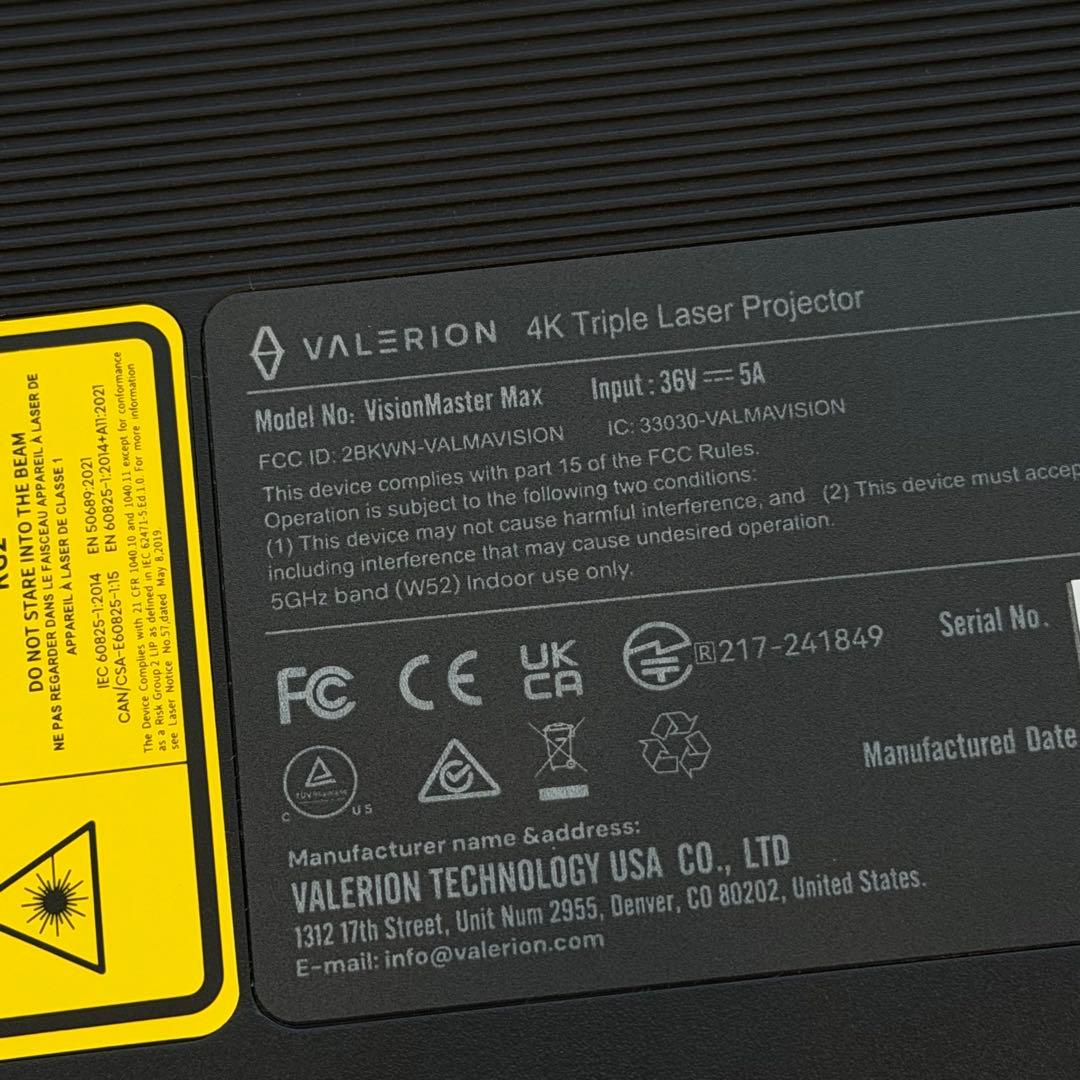 VALERION 4K Triple Laser Projector
Model No: VisionMaster Max Input : 36V ⎓ 5A
FCC ID: 2BKWN-VALMAVISION IC: 33030-VALMAVISION
This device complies with part 15 of the FCC Rules.
Operation is subject to the following two conditions:
(1) This device may not cause harmful interference, and (2) This device must accep
including interference that may cause undesired operation.
5GHz band (W52) Indoor use only.
FC CE UK CA R 217-241849
Serial No.
TÜVRheinland
C US
Manufactured Date
Manufacturer name &address:
VALERION TECHNOLOGY USA CO., LTD
1312 17th Street, Unit Num 2955, Denver, CO 80202, United States.
E-mail: info@valerion.com
RG2
DO NOT STARE INTO THE BEAM
NE PAS REGARDER DANS LE FAISCEAU APPAREIL À LASER DE
APPAREIL À LASER DE CLASSE 1
IEC 60825-1:2014 EN 50689:2021
CAN/CSA-E60825-1:15 EN 60825-1:2014+A11:2021
The Device Complies with 21 CFR 1040.10 and 1040.11 except for conformance
as a Risk Group 2 LIP as defined in IEC 62471-5:Ed.1.0. For more information
see Laser Notice No.57,dated May 8,2019.